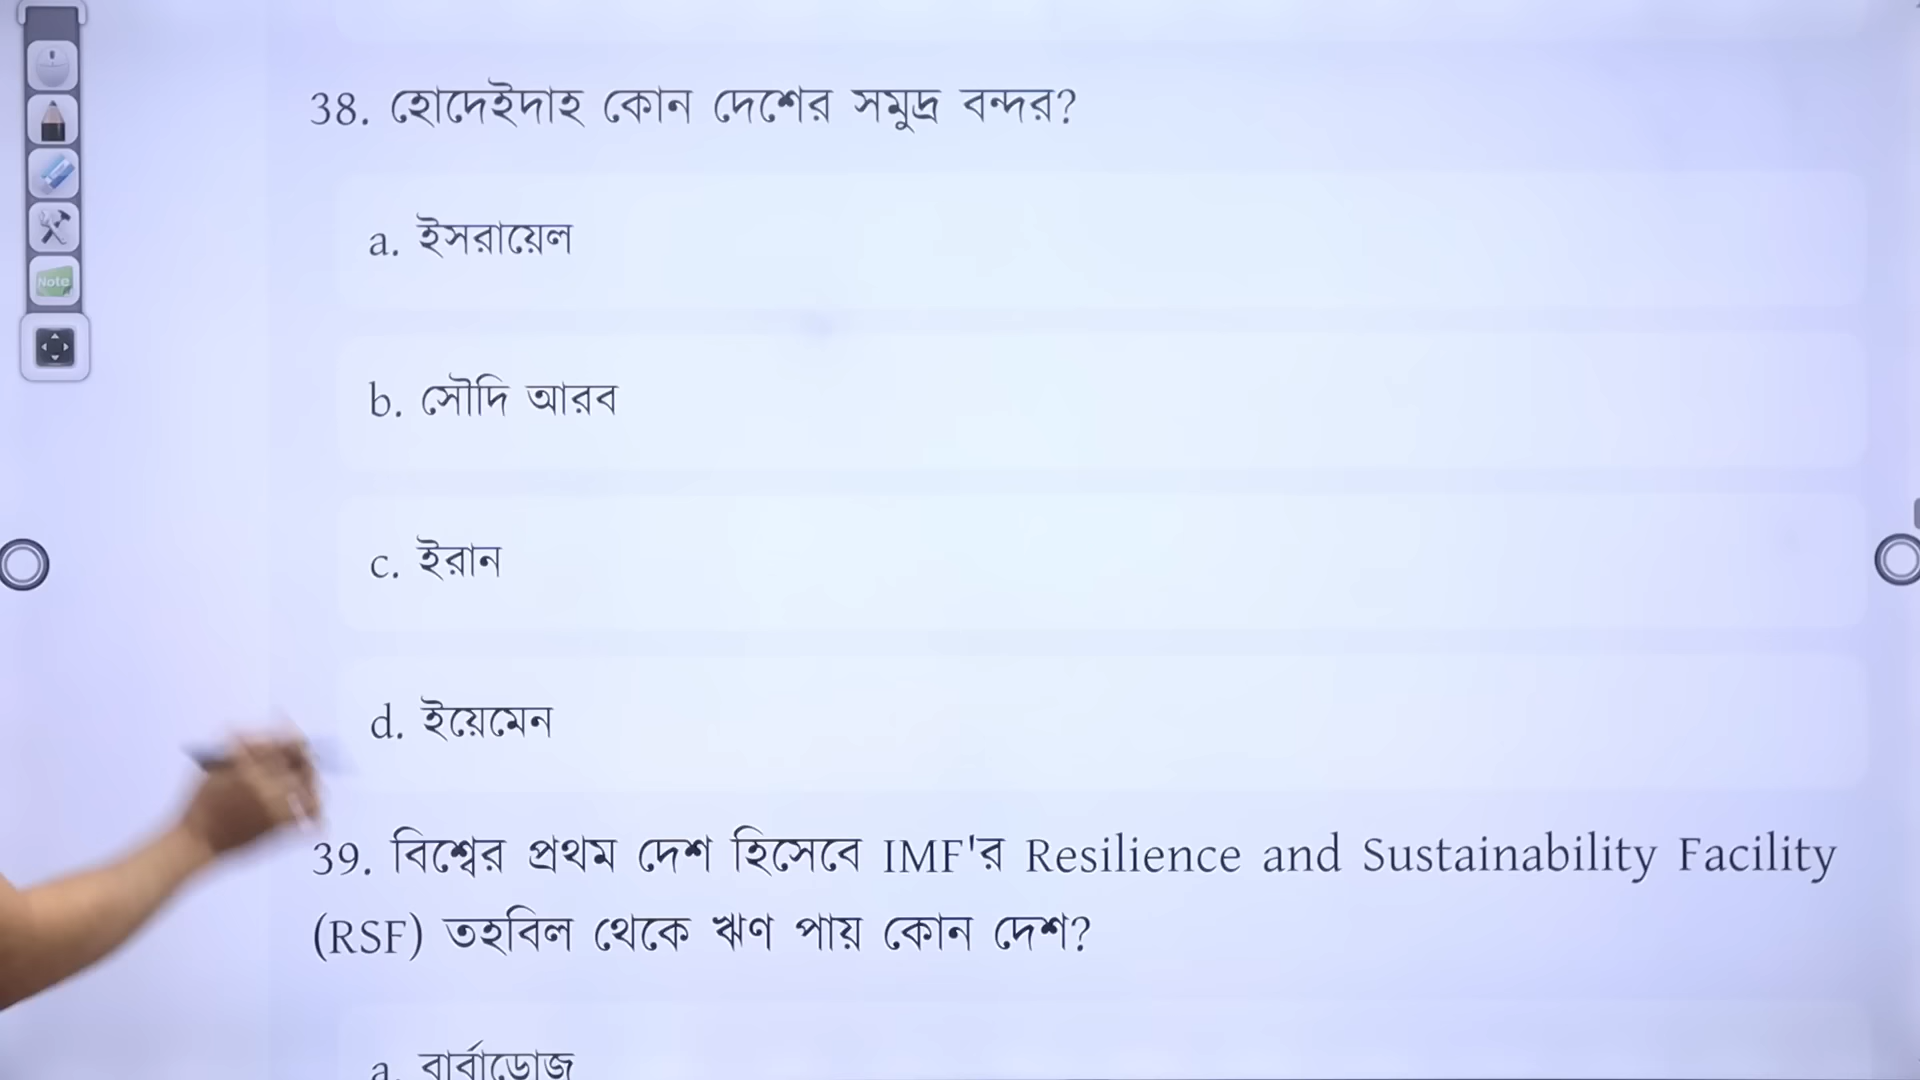 38. হোদেইদাহ কোন দেশের সমুদ্র বন্দর?
a. ইসরায়েল
b. সৌদি আরব
c. ইরান
d. ইয়েমেন
39. বিশ্বের প্রথম দেশ হিসেবে IMF'র Resilience and Sustainability Facility
(RSF) তহবিল থেকে ঋণ পায় কোন দেশ?
a. বার্বাডোজ
Note